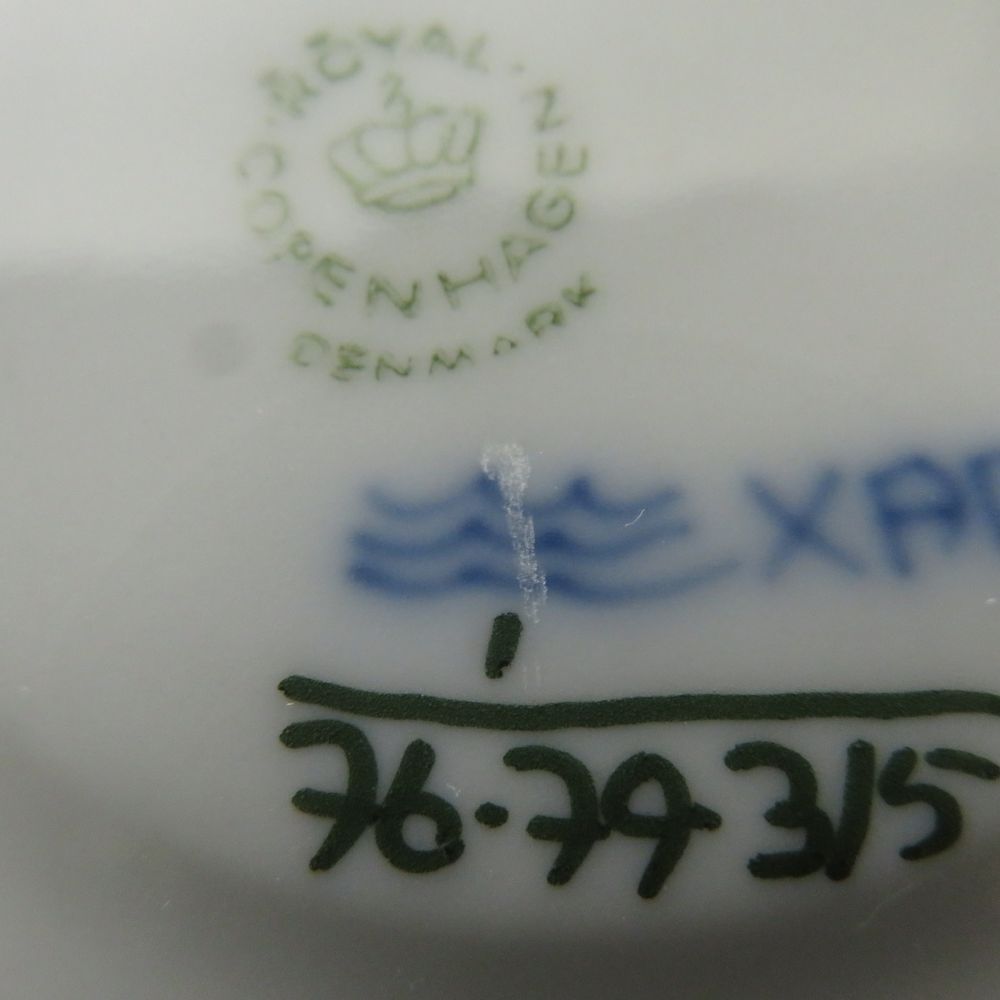 ROYAL
COPENHAGEN
DENMARK
1
76·79 315